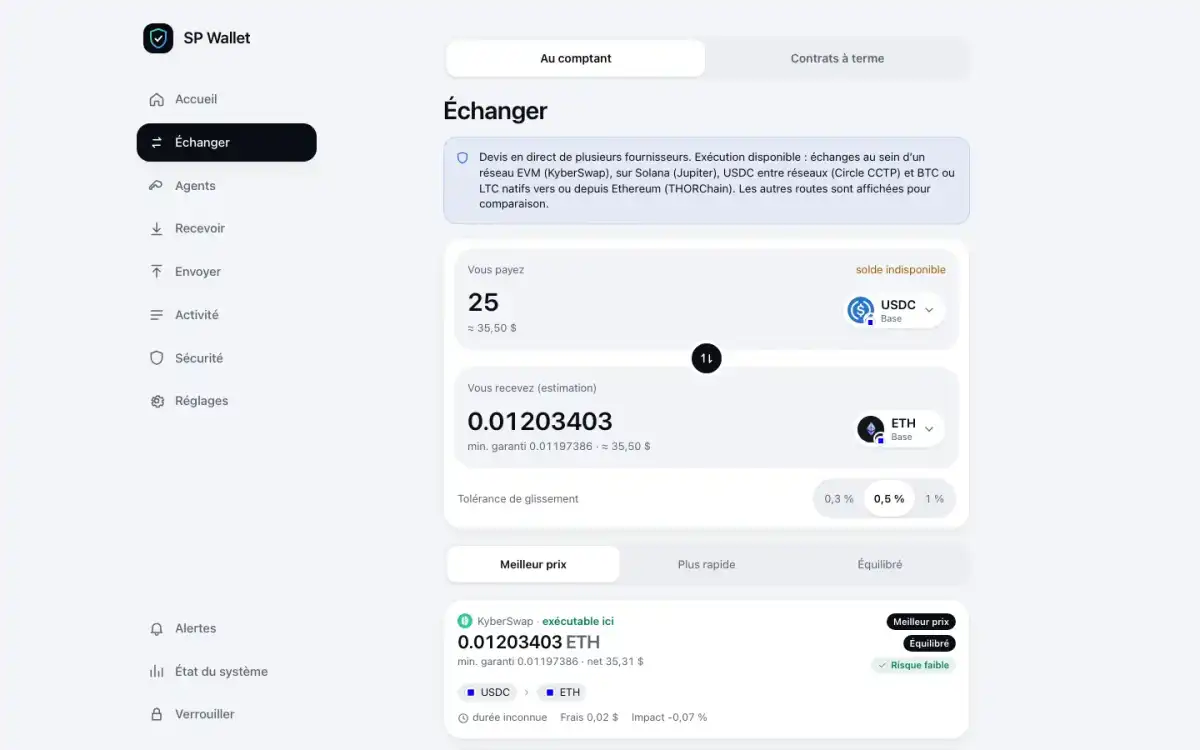 SP Wallet
Accueil
Échanger
Agents
Recevoir
Envoyer
Activité
Sécurité
Réglages
Alertes
État du système
Verrouiller
Au comptant
Contrats à terme
Échanger
Devis en direct de plusieurs fournisseurs. Exécution disponible : échanges au sein d'un
réseau EVM (KyberSwap), sur Solana (Jupiter), USDC entre réseaux (Circle CCTP) et BTC ou
LTC natifs vers ou depuis Ethereum (THORChain). Les autres routes sont affichées pour
comparaison.
Vous payez
solde indisponible
25
USDC
Base
≈ 35,50 $
Vous recevez (estimation)
0.01203403
ETH
Base
min. garanti 0.01197386 · ≈ 35,50 $
Tolérance de glissement
0,3 %
0,5 %
1 %
Meilleur prix
Plus rapide
Équilibré
KyberSwap · exécutable ici
Meilleur prix
0.01203403 ETH
Équilibré
min. garanti 0.01197386 · net 35,31 $
Risque faible
USDC › ETH
durée inconnue Frais 0,02 $ Impact -0,07 %